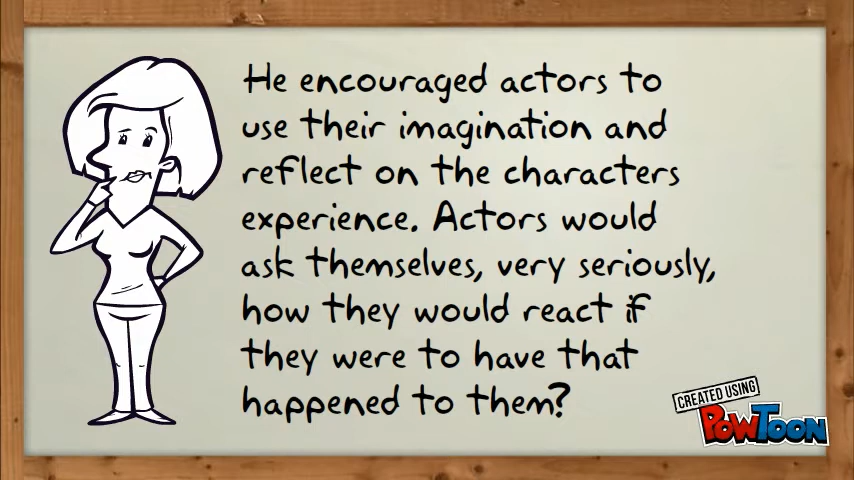 He encouraged actors to
use their imagination and
reflect on the characters
experience. Actors would
ask themselves, very seriously,
how they would react if
they were to have that
happened to them?
CREATED USING
POWTOON